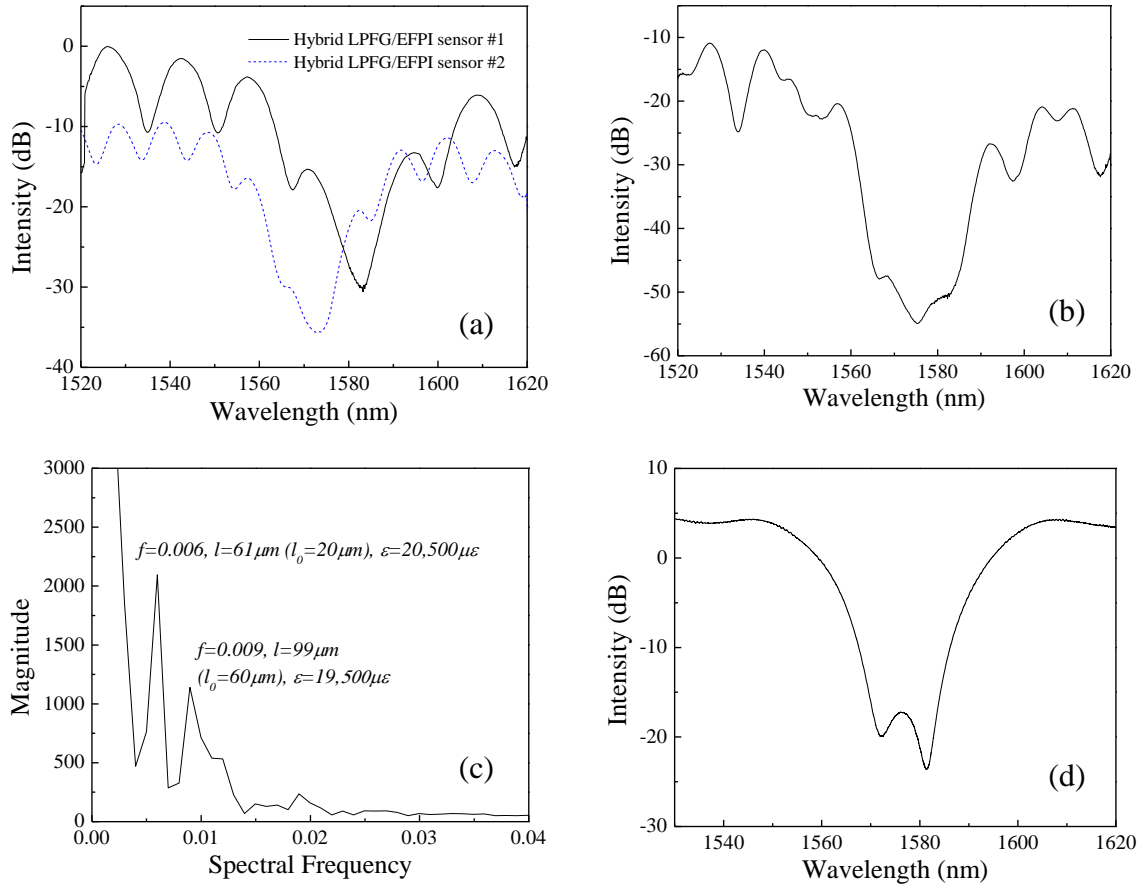 0
-10
-20
-30
-40
1520 1540 1560 1580 1600 1620
Intensity (dB)
Wavelength (nm)
Hybrid LPFG/EFPI sensor #1
Hybrid LPFG/EFPI sensor #2
(a)
-10
-20
-30
-40
-50
-60
1520 1540 1560 1580 1600 1620
Intensity (dB)
Wavelength (nm)
(b)
3000
2500
2000
1500
1000
500
0
0.00 0.01 0.02 0.03 0.04
Magnitude
Spectral Frequency
f=0.006, l=61μm (l₀=20μm), ε=20,500με
f=0.009, l=99μm
(l₀=60μm), ε=19,500με
(c)
10
0
-10
-20
-30
1540 1560 1580 1600 1620
Intensity (dB)
Wavelength (nm)
(d)